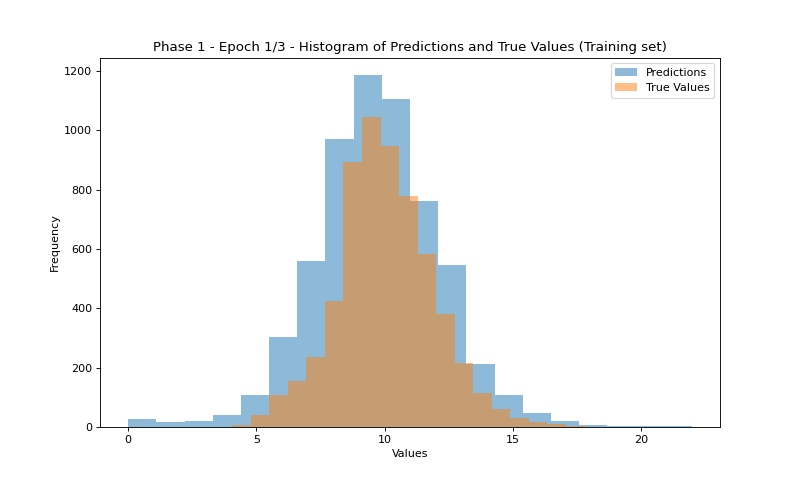 Phase 1 - Epoch 1/3 - Histogram of Predictions and True Values (Training set)
Predictions
True Values
1200
1000
800
600
400
200
0
Frequency
0 5 10 15 20
Values